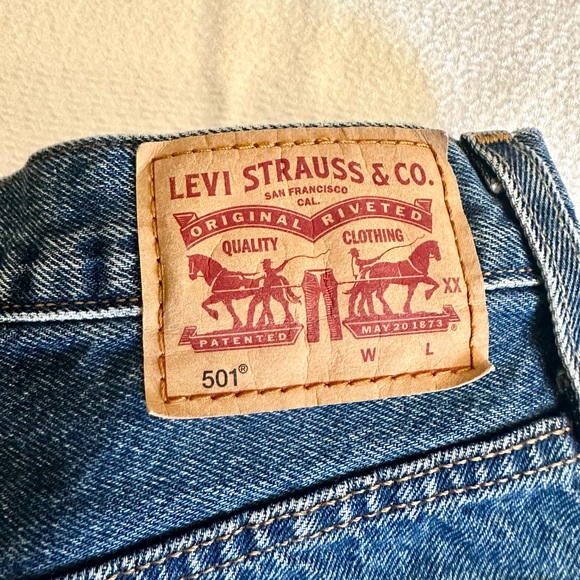 LEVI STRAUSS & CO.
SAN FRANCISCO
CAL.
ORIGINAL RIVETED
QUALITY CLOTHING
XX
PATENTED MAY 20 1873 ®
W L
501®